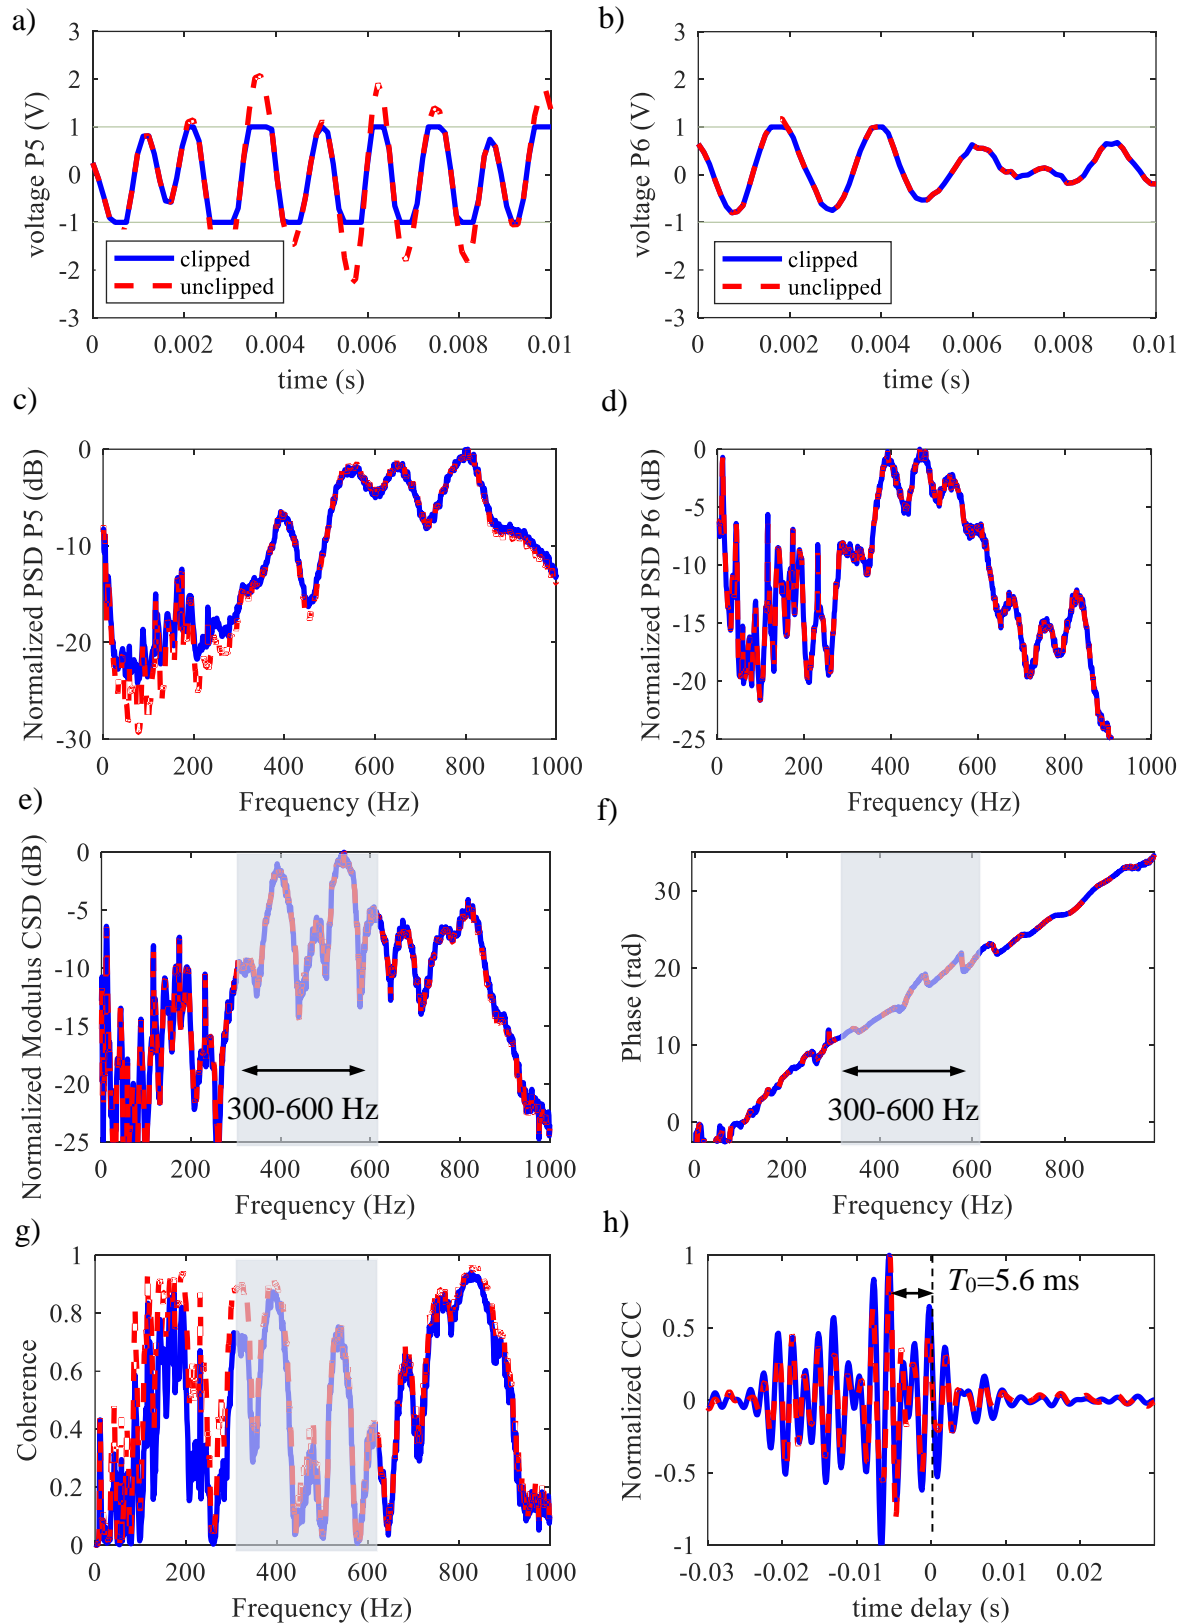 a)
voltage P5 (V)
3
2
1
0
-1
-2
-3
clipped
unclipped
0 0.002 0.004 0.006 0.008 0.01
time (s)
b)
voltage P6 (V)
3
2
1
0
-1
-2
-3
clipped
unclipped
0 0.002 0.004 0.006 0.008 0.01
time (s)
c)
Normalized PSD P5 (dB)
0
-10
-20
-30
0 200 400 600 800 1000
Frequency (Hz)
d)
Normalized PSD P6 (dB)
0
-5
-10
-15
-20
-25
0 200 400 600 800 1000
Frequency (Hz)
e)
Normalized Modulus CSD (dB)
0
-5
-10
-15
-20
-25
300-600 Hz
0 200 400 600 800 1000
Frequency (Hz)
f)
Phase (rad)
30
20
10
0
300-600 Hz
0 200 400 600 800
Frequency (Hz)
g)
Coherence
1
0.8
0.6
0.4
0.2
0
0 200 400 600 800 1000
Frequency (Hz)
h)
Normalized CCC
1
0.5
0
-0.5
-1
T0=5.6 ms
-0.03 -0.02 -0.01 0 0.01 0.02
time delay (s)